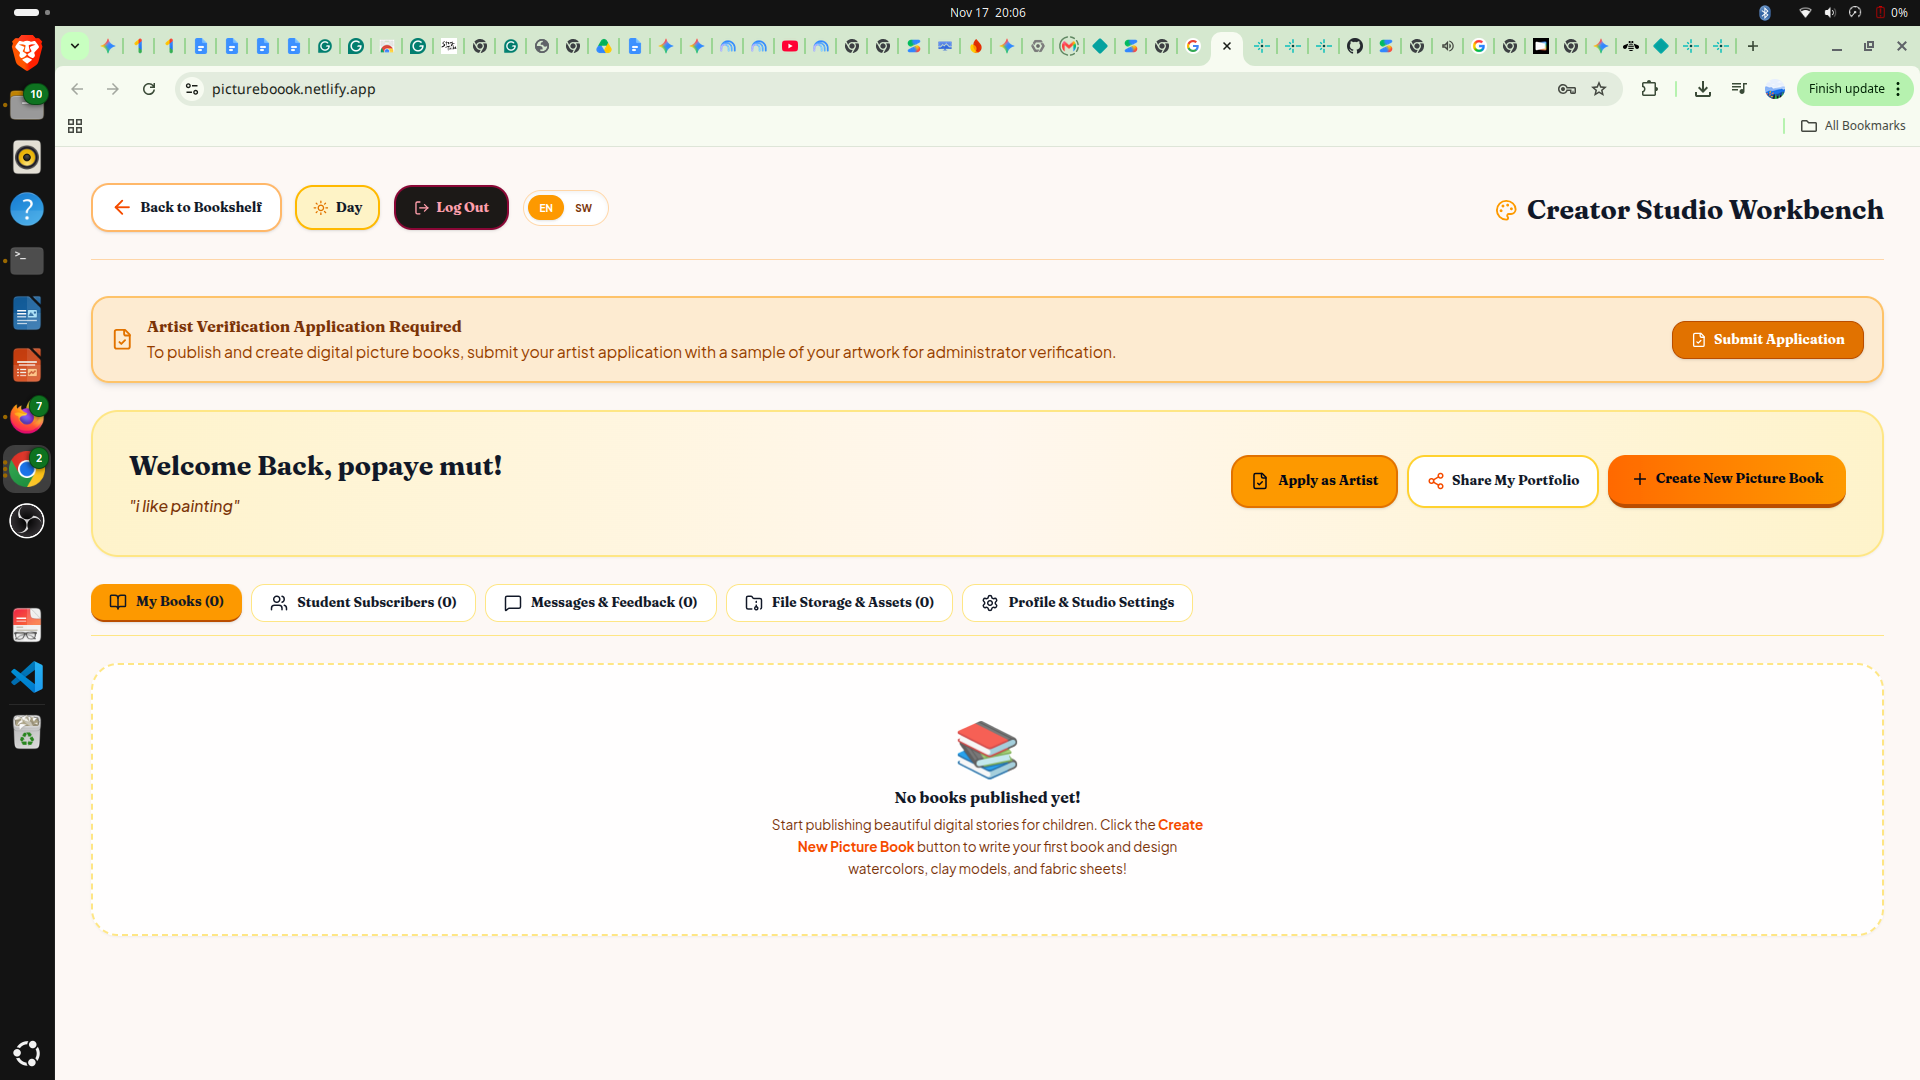 Nov 17 20:06
0%
pictureboook.netlify.app
Finish update
All Bookmarks
10
7
2
Back to Bookshelf
Day
Log Out
EN
SW
Creator Studio Workbench
Artist Verification Application Required
To publish and create digital picture books, submit your artist application with a sample of your artwork for administrator verification.
Submit Application
Welcome Back, popaye mut!
"i like painting"
Apply as Artist
Share My Portfolio
Create New Picture Book
My Books (0)
Student Subscribers (0)
Messages & Feedback (0)
File Storage & Assets (0)
Profile & Studio Settings
No books published yet!
Start publishing beautiful digital stories for children. Click the Create
New Picture Book button to write your first book and design
watercolors, clay models, and fabric sheets!